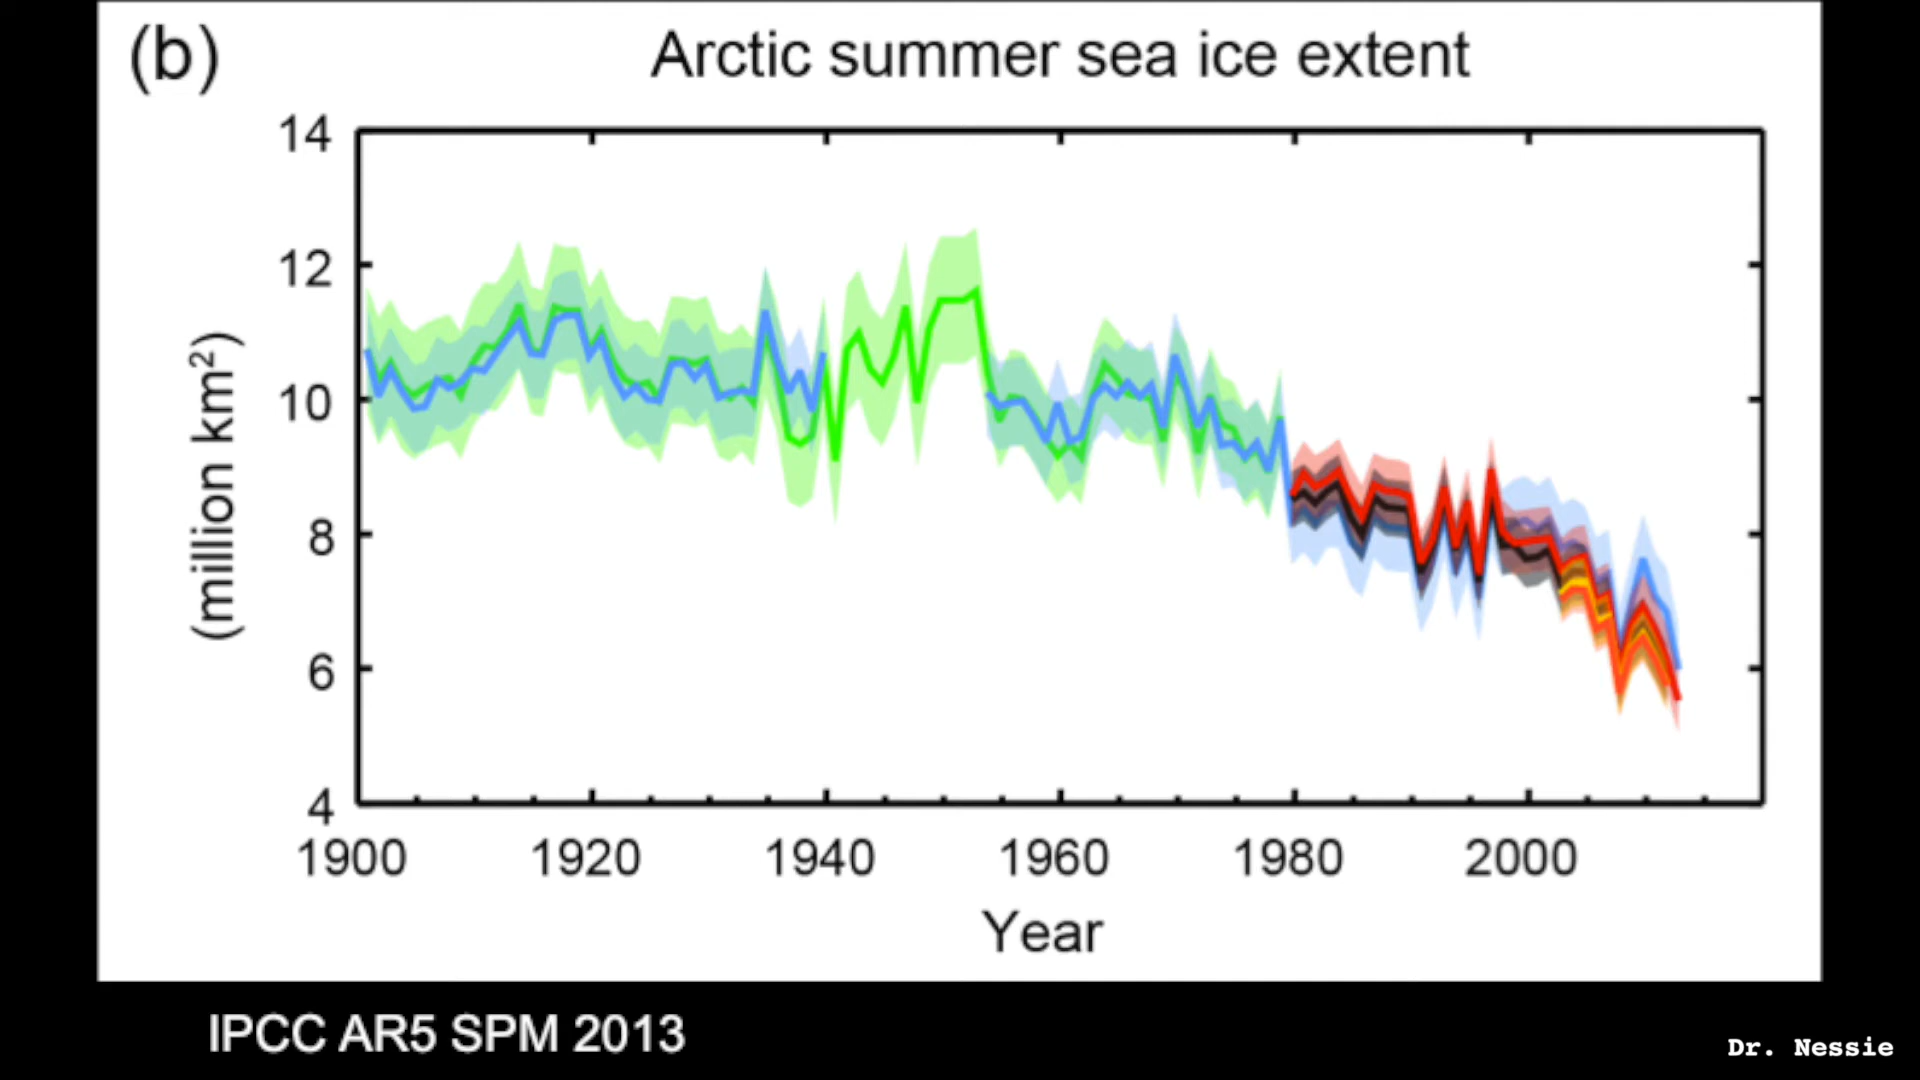 (b)
Arctic summer sea ice extent
14
12
10
8
6
4
(million km²)
1900 1920 1940 1960 1980 2000
Year
IPCC AR5 SPM 2013
Dr. Nessie